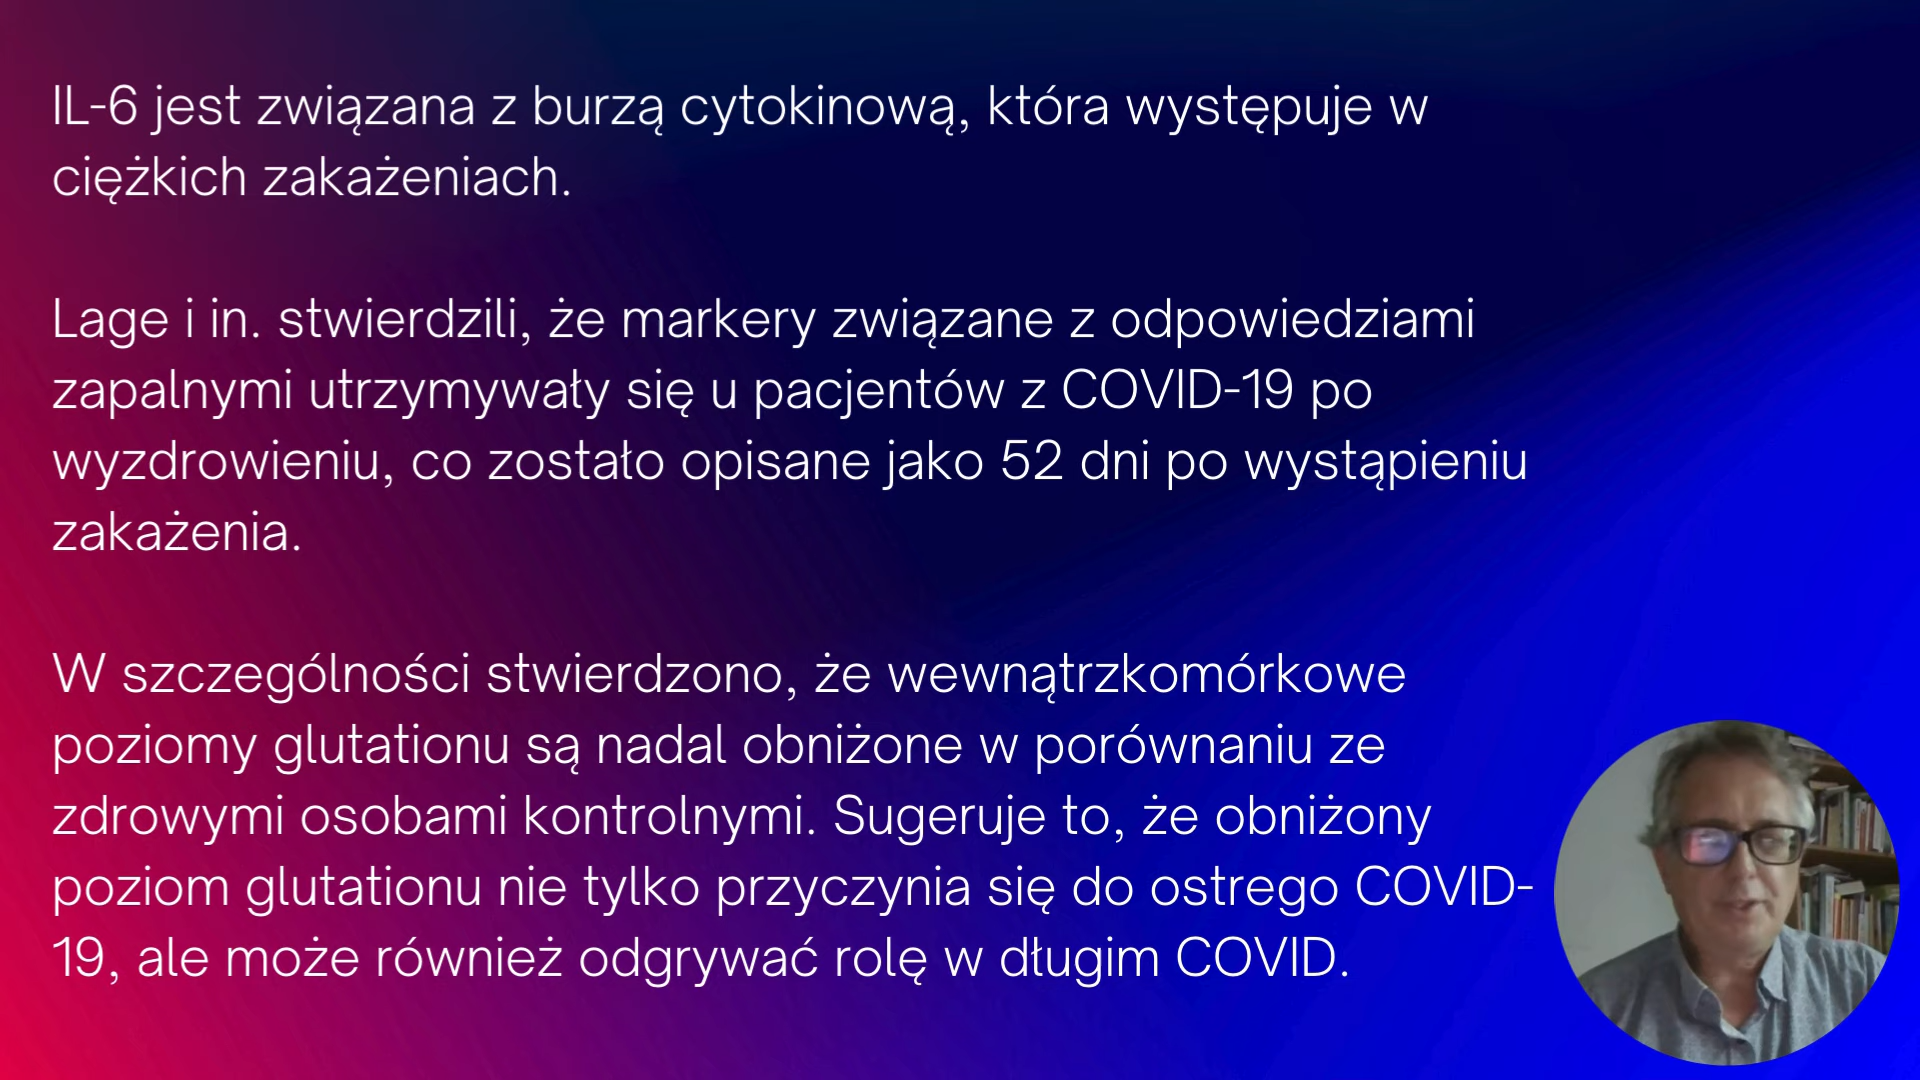 IL-6 jest związana z burzą cytokinową, która występuje w
ciężkich zakażeniach.
Lage i in. stwierdzili, że markery związane z odpowiedziami
zapalnymi utrzymywały się u pacjentów z COVID-19 po
wyzdrowieniu, co zostało opisane jako 52 dni po wystąpieniu
zakażenia.
W szczególności stwierdzono, że wewnątrzkomórkowe
poziomy glutationu są nadal obniżone w porównaniu ze
zdrowymi osobami kontrolnymi. Sugeruje to, że obniżony
poziom glutationu nie tylko przyczynia się do ostrego COVID-
19, ale może również odgrywać rolę w długim COVID.